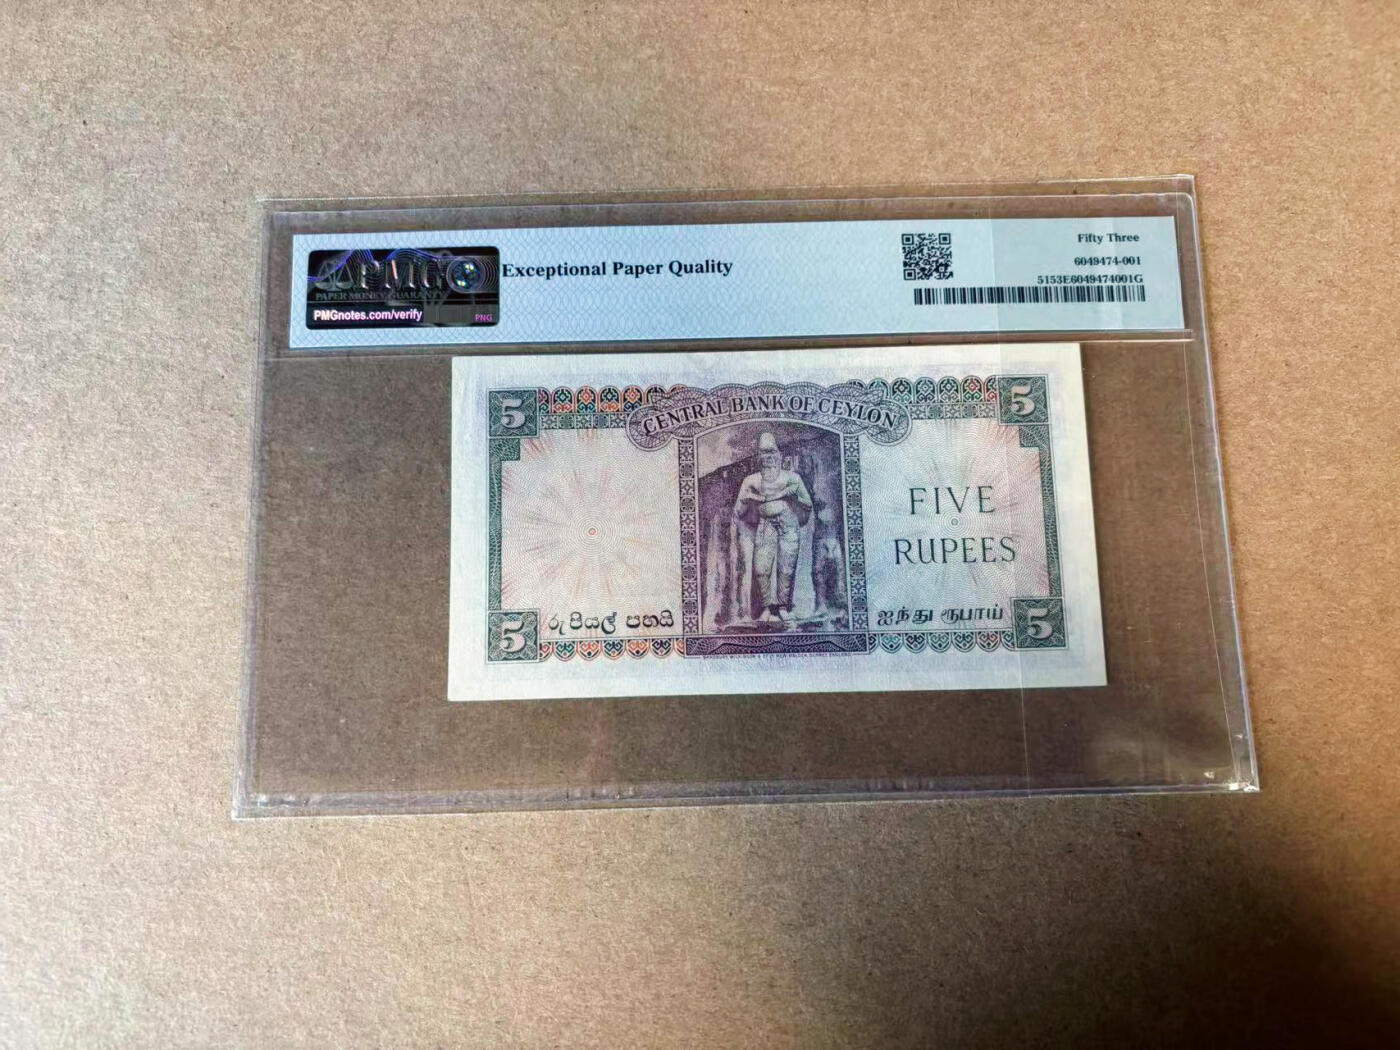 PMG
PAPER MONEY GUARANTY
PMGnotes.com/verify
PNG
Exceptional Paper Quality
Fifty Three
6049474-001
5153E6049474001G
5
CENTRAL BANK OF CEYLON
5
FIVE
RUPEES
5
රුපියල් පහයි
ஐந்து ரூபாய்
5